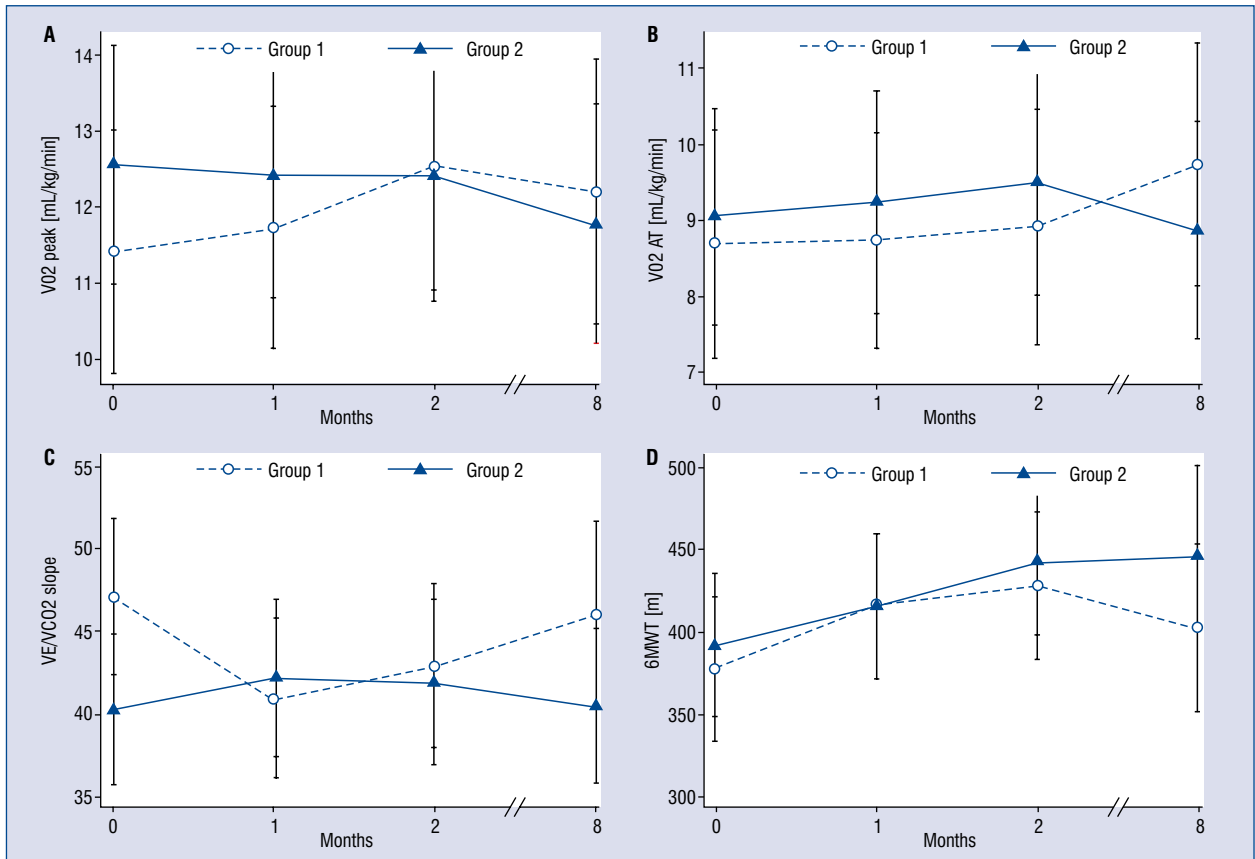 A
Group 1
Group 2
14
13
12
11
10
V02 peak [mL/kg/min]
0
1
2
8
Months
B
Group 1
Group 2
11
10
9
8
7
V02 AT [mL/kg/min]
0
1
2
8
Months
C
Group 1
Group 2
55
50
45
40
35
VE/VCO2 slope
0
1
2
8
Months
D
Group 1
Group 2
500
450
400
350
300
6MWT [m]
0
1
2
8
Months